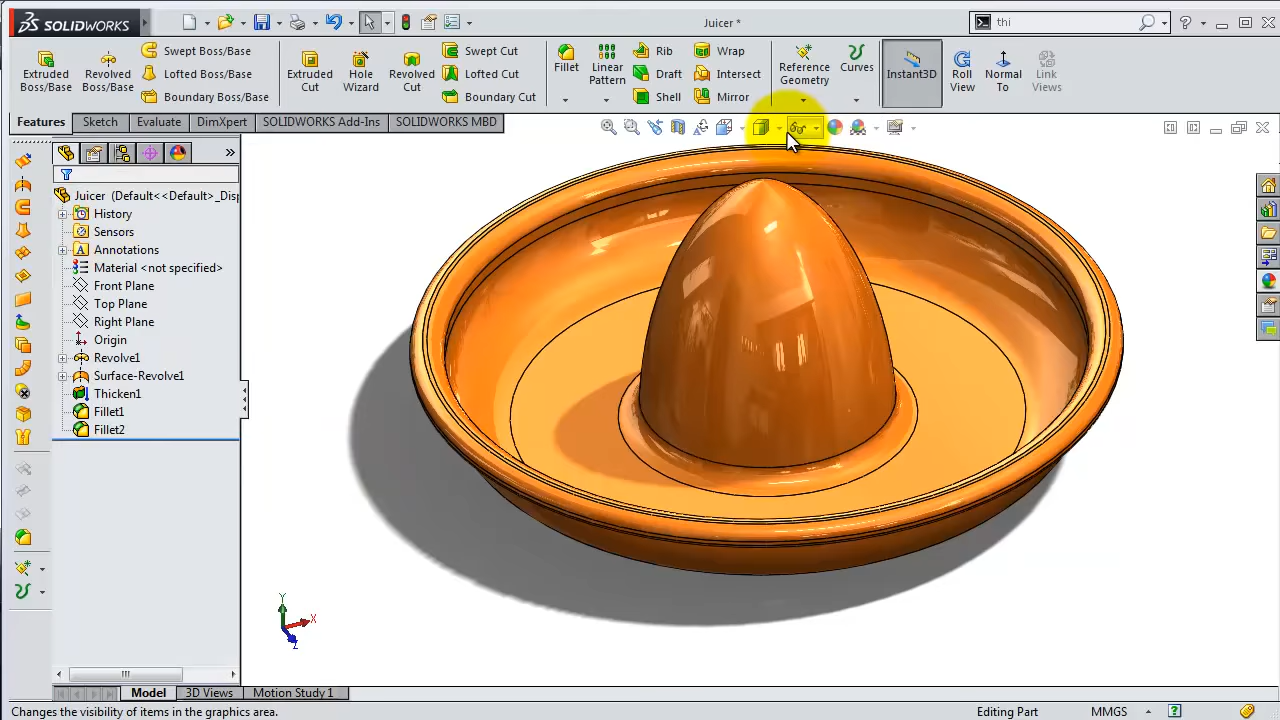 SOLIDWORKS
Juicer *
thi
Extruded Boss/Base
Revolved Boss/Base
Swept Boss/Base
Lofted Boss/Base
Boundary Boss/Base
Extruded Cut
Hole Wizard
Revolved Cut
Swept Cut
Lofted Cut
Boundary Cut
Fillet
Linear Pattern
Rib
Draft
Shell
Wrap
Intersect
Mirror
Reference Geometry
Curves
Instant3D
Roll View
Normal To
Link Views
Features
Sketch
Evaluate
DimXpert
SOLIDWORKS Add-Ins
SOLIDWORKS MBD
Juicer (Default<<Default>_Disp
History
Sensors
Annotations
Material <not specified>
Front Plane
Top Plane
Right Plane
Origin
Revolve1
Surface-Revolve1
Thicken1
Fillet1
Fillet2
Y
X
Z
Model
3D Views
Motion Study 1
Changes the visibility of items in the graphics area.
Editing Part
MMGS